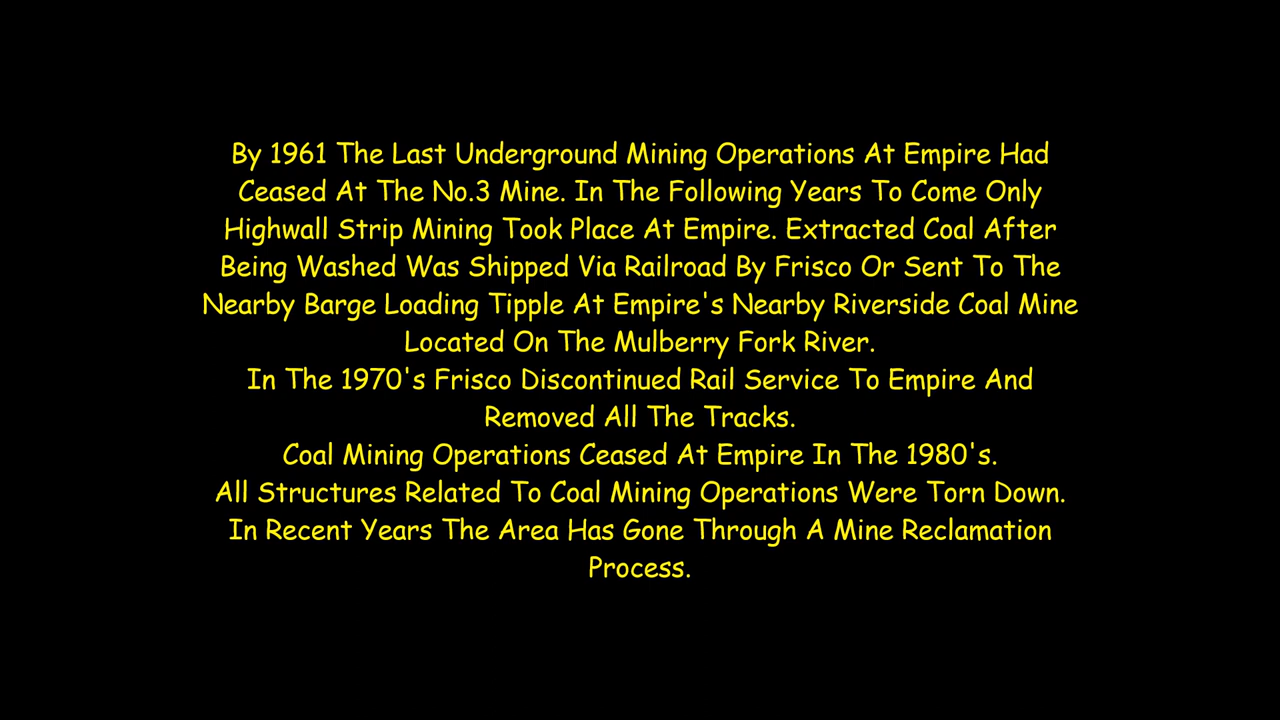 By 1961 The Last Underground Mining Operations At Empire Had
Ceased At The No.3 Mine. In The Following Years To Come Only
Highwall Strip Mining Took Place At Empire. Extracted Coal After
Being Washed Was Shipped Via Railroad By Frisco Or Sent To The
Nearby Barge Loading Tipple At Empire's Nearby Riverside Coal Mine
Located On The Mulberry Fork River.
In The 1970's Frisco Discontinued Rail Service To Empire And
Removed All The Tracks.
Coal Mining Operations Ceased At Empire In The 1980's.
All Structures Related To Coal Mining Operations Were Torn Down.
In Recent Years The Area Has Gone Through A Mine Reclamation
Process.